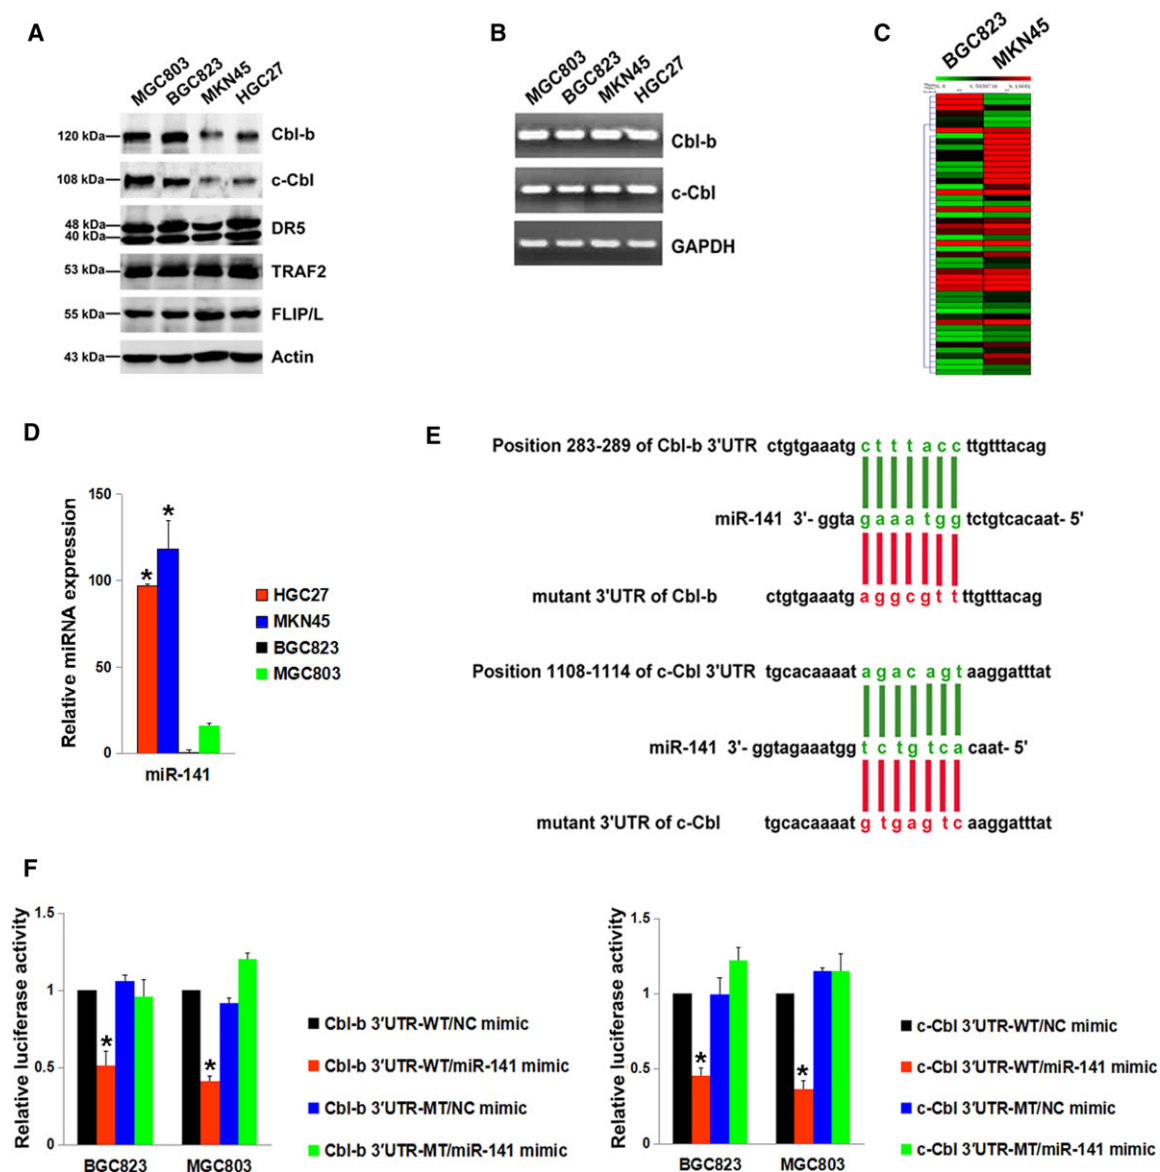 A
MGC803 BGC823 MKN45 HGC27
120 kDa Cbl-b
108 kDa c-Cbl
48 kDa
40 kDa
DR5
53 kDa TRAF2
55 kDa FLIP/L
43 kDa Actin
B
MGC803 BGC823 MKN45 HGC27
Cbl-b
c-Cbl
GAPDH
C
BGC823 MKN45
D
Relative miRNA expression
150
100
50
0
* *
miR-141
HGC27
MKN45
BGC823
MGC803
E
Position 283-289 of Cbl-b 3'UTR ctgtgaaatg c t t t a c c ttgtttacag
miR-141 3'- ggta g a a a t g g tctgtcacaat- 5'
mutant 3'UTR of Cbl-b ctgtgaaatg a g g c g t t ttgtttacag
Position 1108-1114 of c-Cbl 3'UTR tgcacaaaat a g a c a g t aaggatttat
miR-141 3'- ggtagaaatgg t c t g t c a caat- 5'
mutant 3'UTR of c-Cbl tgcacaaaat g t g a g t c aaggatttat
F
Relative luciferase activity
1.5
1
0.5
0
* *
BGC823 MGC803
Cbl-b 3'UTR-WT/NC mimic
Cbl-b 3'UTR-WT/miR-141 mimic
Cbl-b 3'UTR-MT/NC mimic
Cbl-b 3'UTR-MT/miR-141 mimic
Relative luciferase activity
1.5
1
0.5
0
* *
BGC823 MGC803
c-Cbl 3'UTR-WT/NC mimic
c-Cbl 3'UTR-WT/miR-141 mimic
c-Cbl 3'UTR-MT/NC mimic
c-Cbl 3'UTR-MT/miR-141 mimic